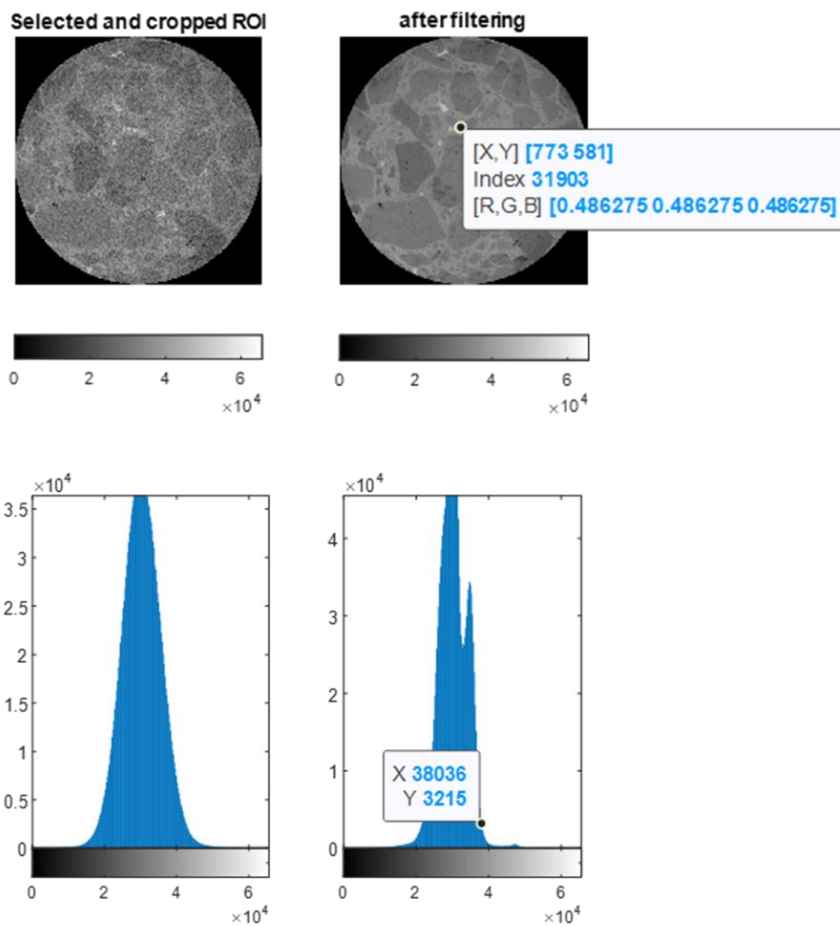 Selected and cropped ROI
after filtering
[X,Y] [773 581]
Index 31903
[R,G,B] [0.486275 0.486275 0.486275]
0 2 4 6
×10^4
0 2 4 6
×10^4
×10^4
3.5
3
2.5
2
1.5
1
0.5
0
0 2 4 6
×10^4
×10^4
4
3
2
1
0
X 38036
Y 3215
0 2 4 6
×10^4